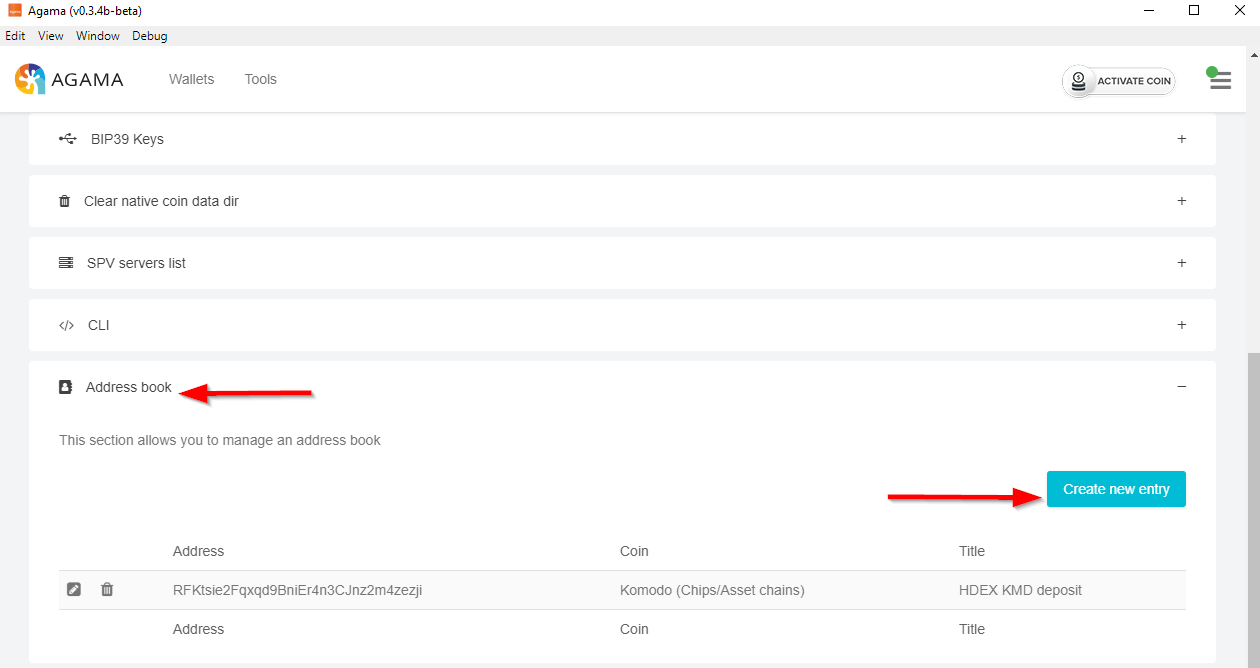 Agama (v0.3.4b-beta)
Edit View Window Debug
AGAMA Wallets Tools ACTIVATE COIN
BIP39 Keys +
Clear native coin data dir +
SPV servers list +
</> CLI +
Address book −
This section allows you to manage an address book
Create new entry
Address Coin Title
RFKtsie2Fqxqd9BniEr4n3CJnz2m4zezji Komodo (Chips/Asset chains) HDEX KMD deposit
Address Coin Title